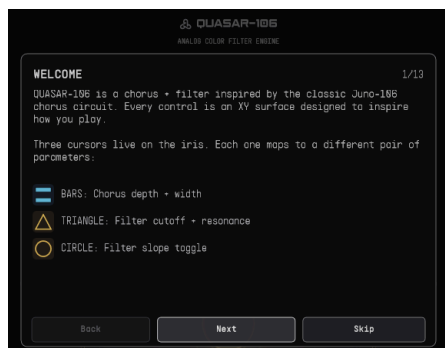 QUASAR-106
ANALOG COLOR FILTER ENGINE
WELCOME 1/13
QUASAR-106 is a chorus + filter inspired by the classic Juno-106
chorus circuit. Every control is an XY surface designed to inspire
how you play.
Three cursors live on the iris. Each one maps to a different pair of
parameters:
BARS: Chorus depth + width
TRIANGLE: Filter cutoff + resonance
CIRCLE: Filter slope toggle
Back Next Skip